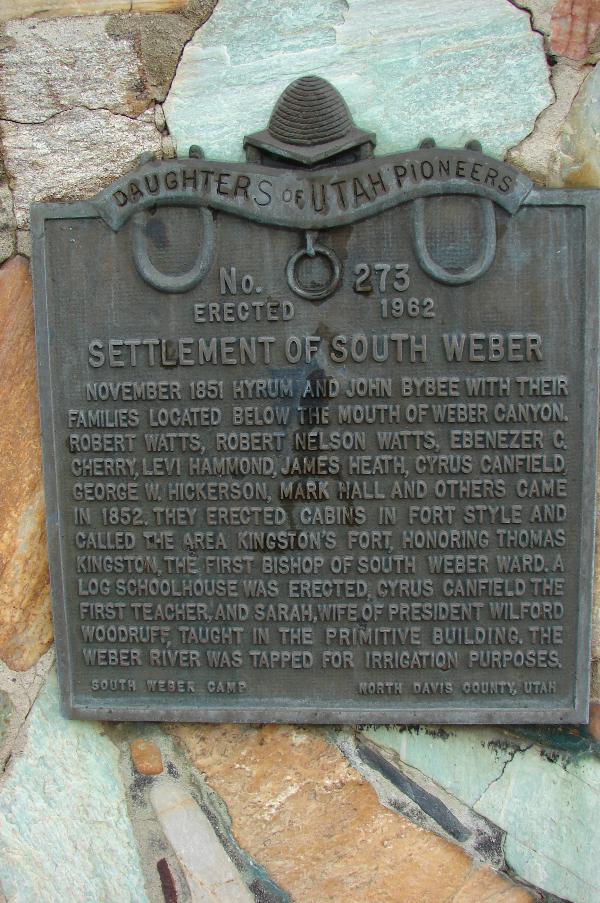 DAUGHTERS OF UTAH PIONEERS
No. 273
ERECTED 1962
SETTLEMENT OF SOUTH WEBER
NOVEMBER 1851 HYRUM AND JOHN BYBEE WITH THEIR
FAMILIES LOCATED BELOW THE MOUTH OF WEBER CANYON.
ROBERT WATTS, ROBERT NELSON WATTS, EBENEZER C.
CHERRY, LEVI HAMMOND, JAMES HEATH, CYRUS CANFIELD,
GEORGE W. HICKERSON, MARK HALL AND OTHERS CAME
IN 1852. THEY ERECTED CABINS IN FORT STYLE AND
CALLED THE AREA KINGSTON'S FORT, HONORING THOMAS
KINGSTON, THE FIRST BISHOP OF SOUTH WEBER WARD. A
LOG SCHOOLHOUSE WAS ERECTED, CYRUS CANFIELD THE
FIRST TEACHER, AND SARAH, WIFE OF PRESIDENT WILFORD
WOODRUFF, TAUGHT IN THE PRIMITIVE BUILDING. THE
WEBER RIVER WAS TAPPED FOR IRRIGATION PURPOSES.
SOUTH WEBER CAMP NORTH DAVIS COUNTY, UTAH